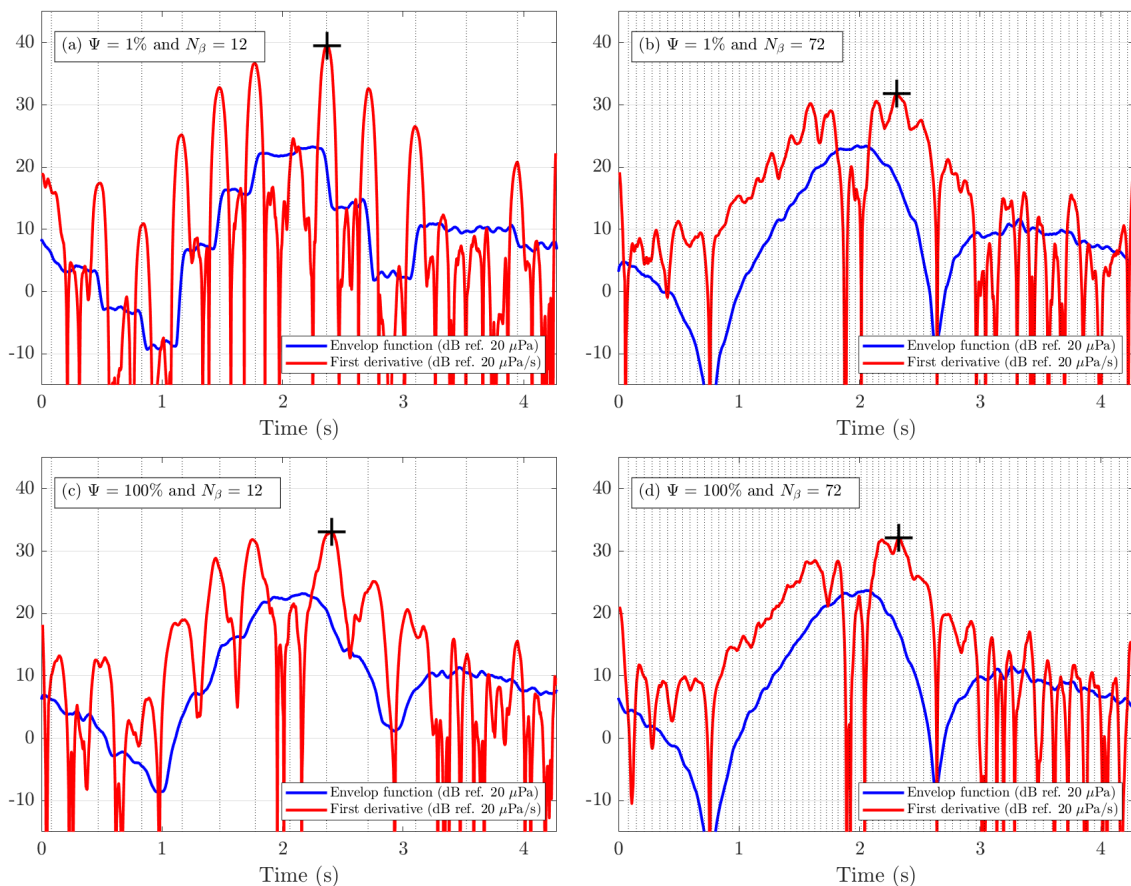 (a) Ψ = 1% and N_β = 12
40
30
20
10
0
-10
Envelop function (dB ref. 20 μPa)
First derivative (dB ref. 20 μPa/s)
0 1 2 3 4
Time (s)
(b) Ψ = 1% and N_β = 72
40
30
20
10
0
-10
Envelop function (dB ref. 20 μPa)
First derivative (dB ref. 20 μPa/s)
0 1 2 3 4
Time (s)
(c) Ψ = 100% and N_β = 12
40
30
20
10
0
-10
Envelop function (dB ref. 20 μPa)
First derivative (dB ref. 20 μPa/s)
0 1 2 3 4
Time (s)
(d) Ψ = 100% and N_β = 72
40
30
20
10
0
-10
Envelop function (dB ref. 20 μPa)
First derivative (dB ref. 20 μPa/s)
0 1 2 3 4
Time (s)